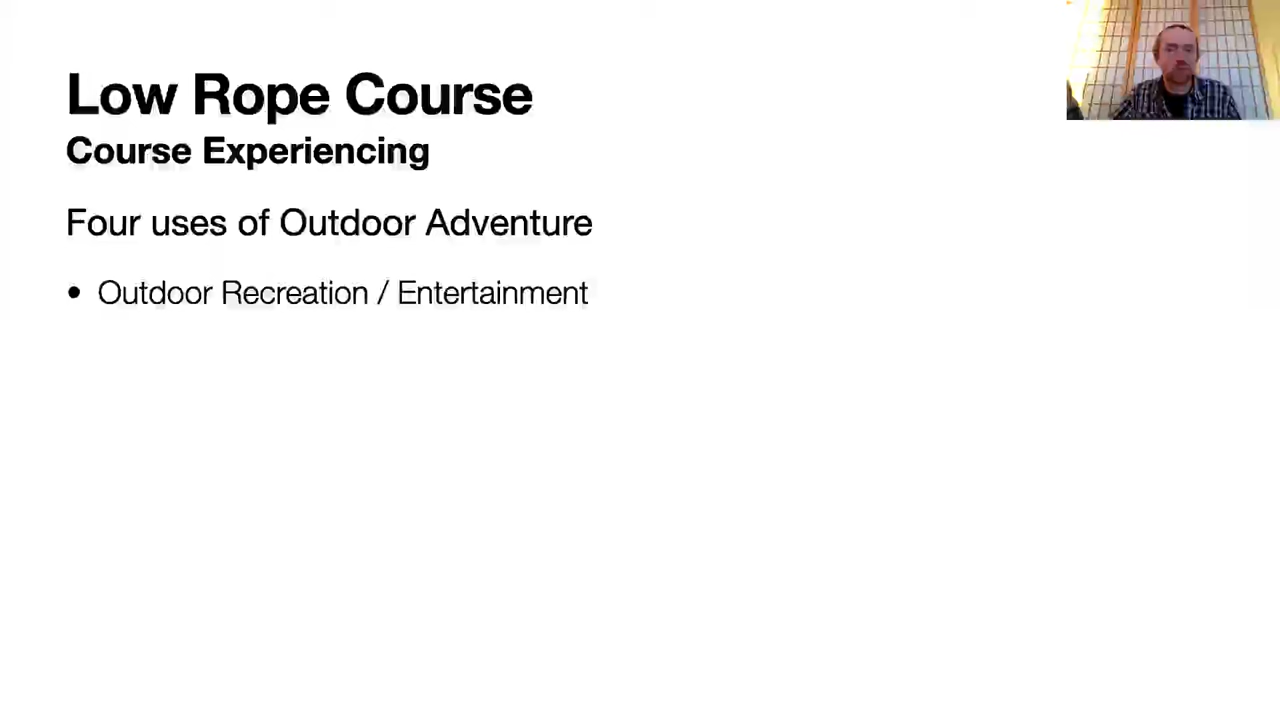 Low Rope Course
Course Experiencing
Four uses of Outdoor Adventure
• Outdoor Recreation / Entertainment